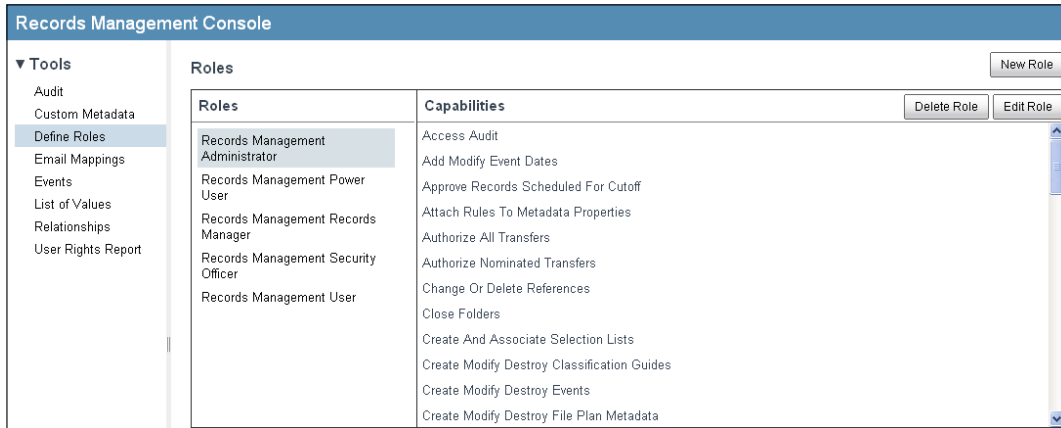 Records Management Console
▼ Tools
Audit
Custom Metadata
Define Roles
Email Mappings
Events
List of Values
Relationships
User Rights Report
Roles
New Role
Roles
Records Management
Administrator
Records Management Power
User
Records Management Records
Manager
Records Management Security
Officer
Records Management User
Capabilities
Delete Role
Edit Role
Access Audit
Add Modify Event Dates
Approve Records Scheduled For Cutoff
Attach Rules To Metadata Properties
Authorize All Transfers
Authorize Nominated Transfers
Change Or Delete References
Close Folders
Create And Associate Selection Lists
Create Modify Destroy Classification Guides
Create Modify Destroy Events
Create Modify Destroy File Plan Metadata